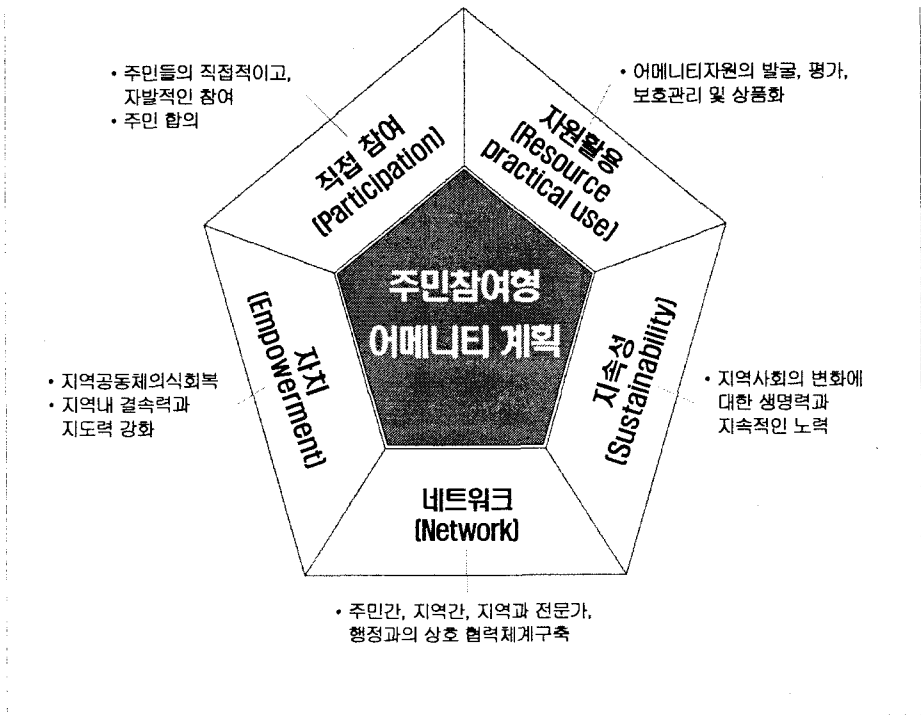 • 주민들의 직접적이고,
자발적인 참여
• 주민 합의
• 어메니티자원의 발굴, 평가,
보호관리 및 상품화
직접 참여
(Participation)
자원활용
(Resource
practical use)
주민참여형
어메니티 계획
자치
(Empowerment)
• 지역공동체의식회복
• 지역내 결속력과
지도력 강화
지속성
(Sustainability)
• 지역사회의 변화에
대한 생명력과
지속적인 노력
네트워크
(Network)
• 주민간, 지역간, 지역과 전문가,
행정과의 상호 협력체계구축